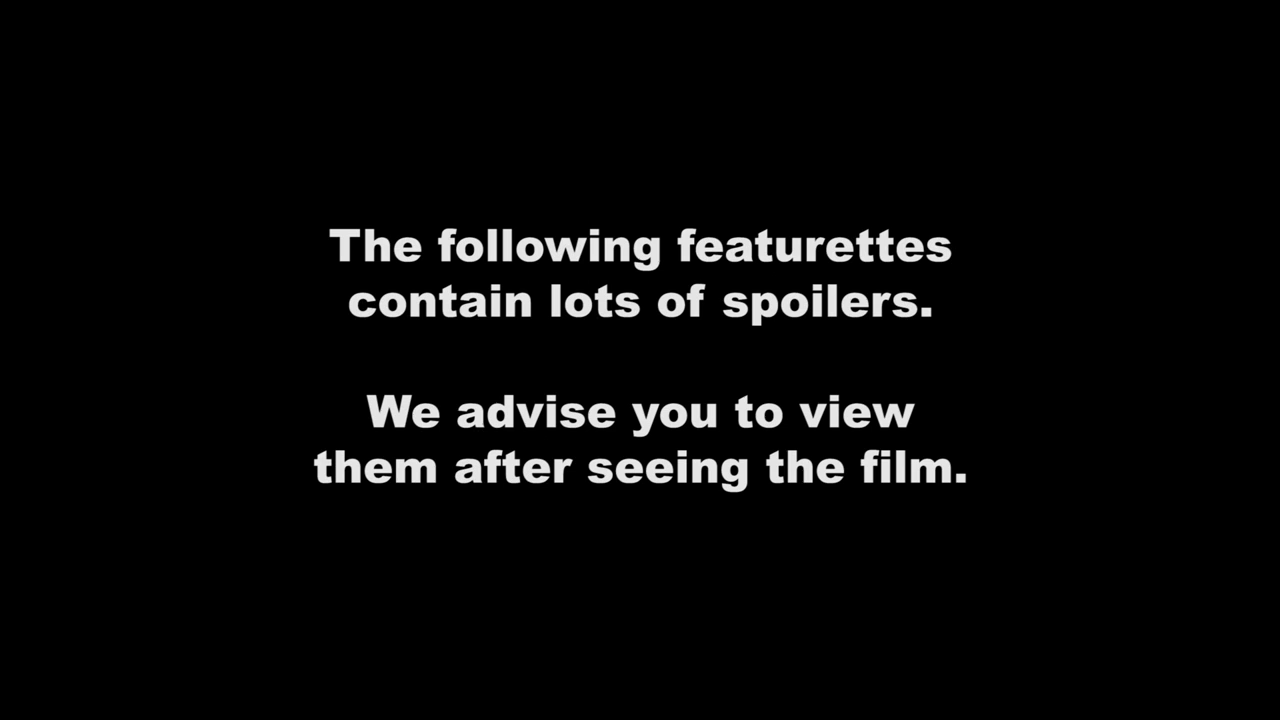 The following featurettes
contain lots of spoilers.
We advise you to view
them after seeing the film.